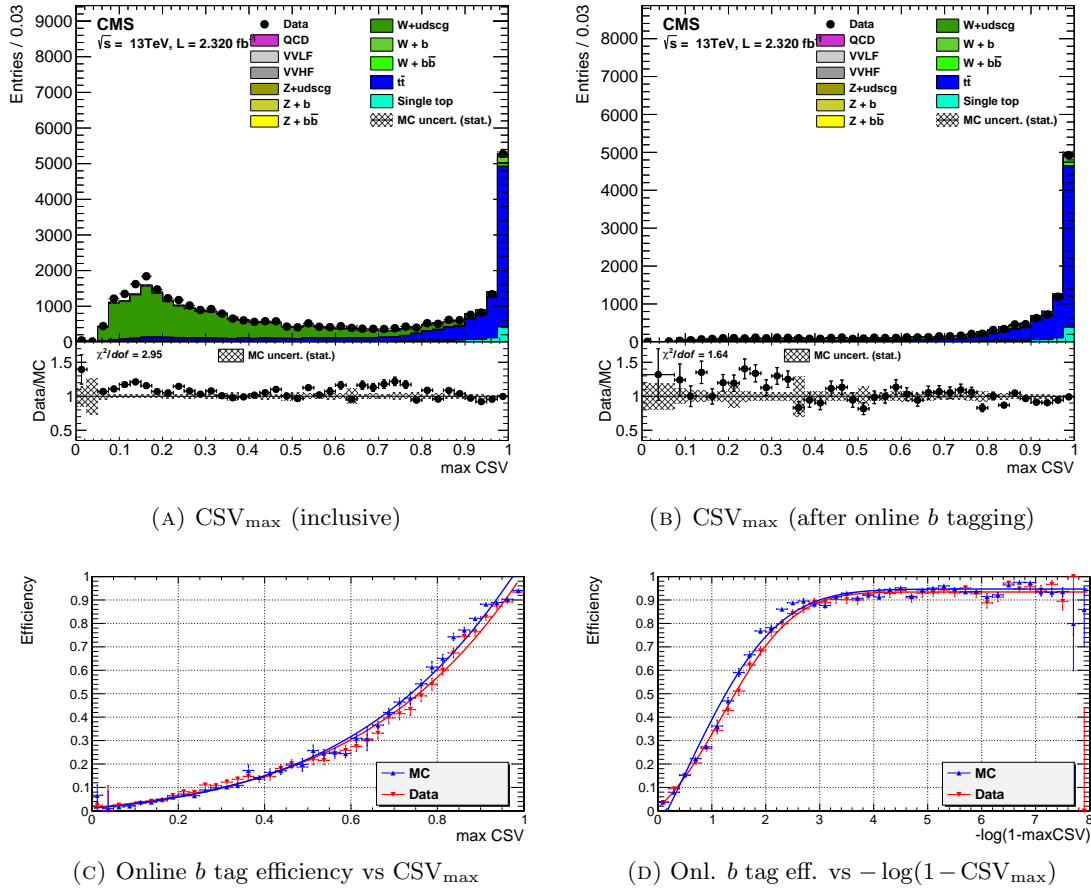 CMS
√s = 13TeV, L = 2.320 fb-1
Data
QCD
VVLF
VVHF
Z+udscg
Z + b
Z + bb̅
W+udscg
W + b
W + bb̅
tt̅
Single top
MC uncert. (stat.)
Entries / 0.03
9000
8000
7000
6000
5000
4000
3000
2000
1000
0
χ²/dof = 2.95
MC uncert. (stat.)
Data/MC
1.5
1
0.5
0 0.1 0.2 0.3 0.4 0.5 0.6 0.7 0.8 0.9 1
max CSV
(A) CSVmax (inclusive)
CMS
√s = 13TeV, L = 2.320 fb-1
Data
QCD
VVLF
VVHF
Z+udscg
Z + b
Z + bb̅
W+udscg
W + b
W + bb̅
tt̅
Single top
MC uncert. (stat.)
Entries / 0.03
8000
7000
6000
5000
4000
3000
2000
1000
0
χ²/dof = 1.64
MC uncert. (stat.)
Data/MC
1.5
1
0.5
0 0.1 0.2 0.3 0.4 0.5 0.6 0.7 0.8 0.9 1
max CSV
(B) CSVmax (after online b tagging)
Efficiency
1
0.9
0.8
0.7
0.6
0.5
0.4
0.3
0.2
0.1
0
MC
Data
0 0.2 0.4 0.6 0.8 1
max CSV
(C) Online b tag efficiency vs CSVmax
Efficiency
1
0.9
0.8
0.7
0.6
0.5
0.4
0.3
0.2
0.1
0
MC
Data
0 1 2 3 4 5 6 7 8
-log(1-maxCSV)
(D) Onl. b tag eff. vs − log(1 − CSVmax)